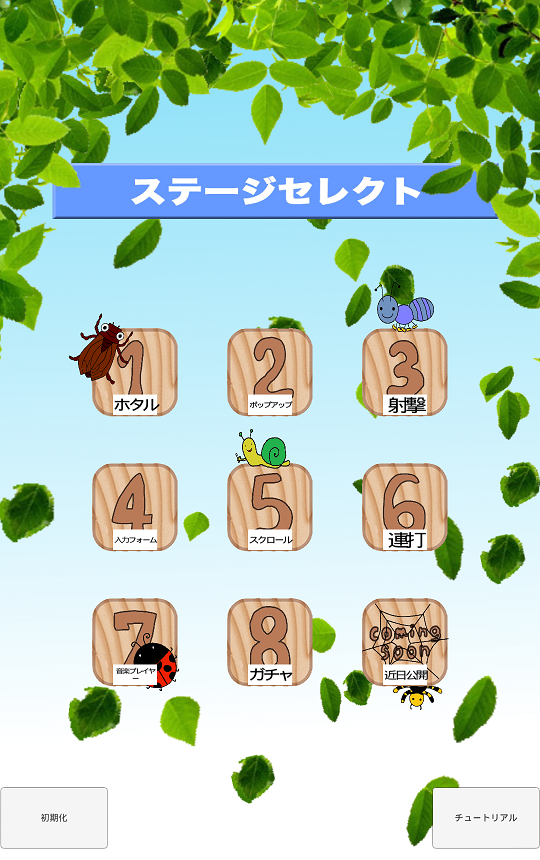 ステージセレクト
1
ホタル
2
ポップアップ
3
射撃
4
入力フォーム
5
スクロール
6
連打
7
音楽プレイヤ
ー
8
ガチャ
coming
soon
近日公開
初期化
チュートリアル